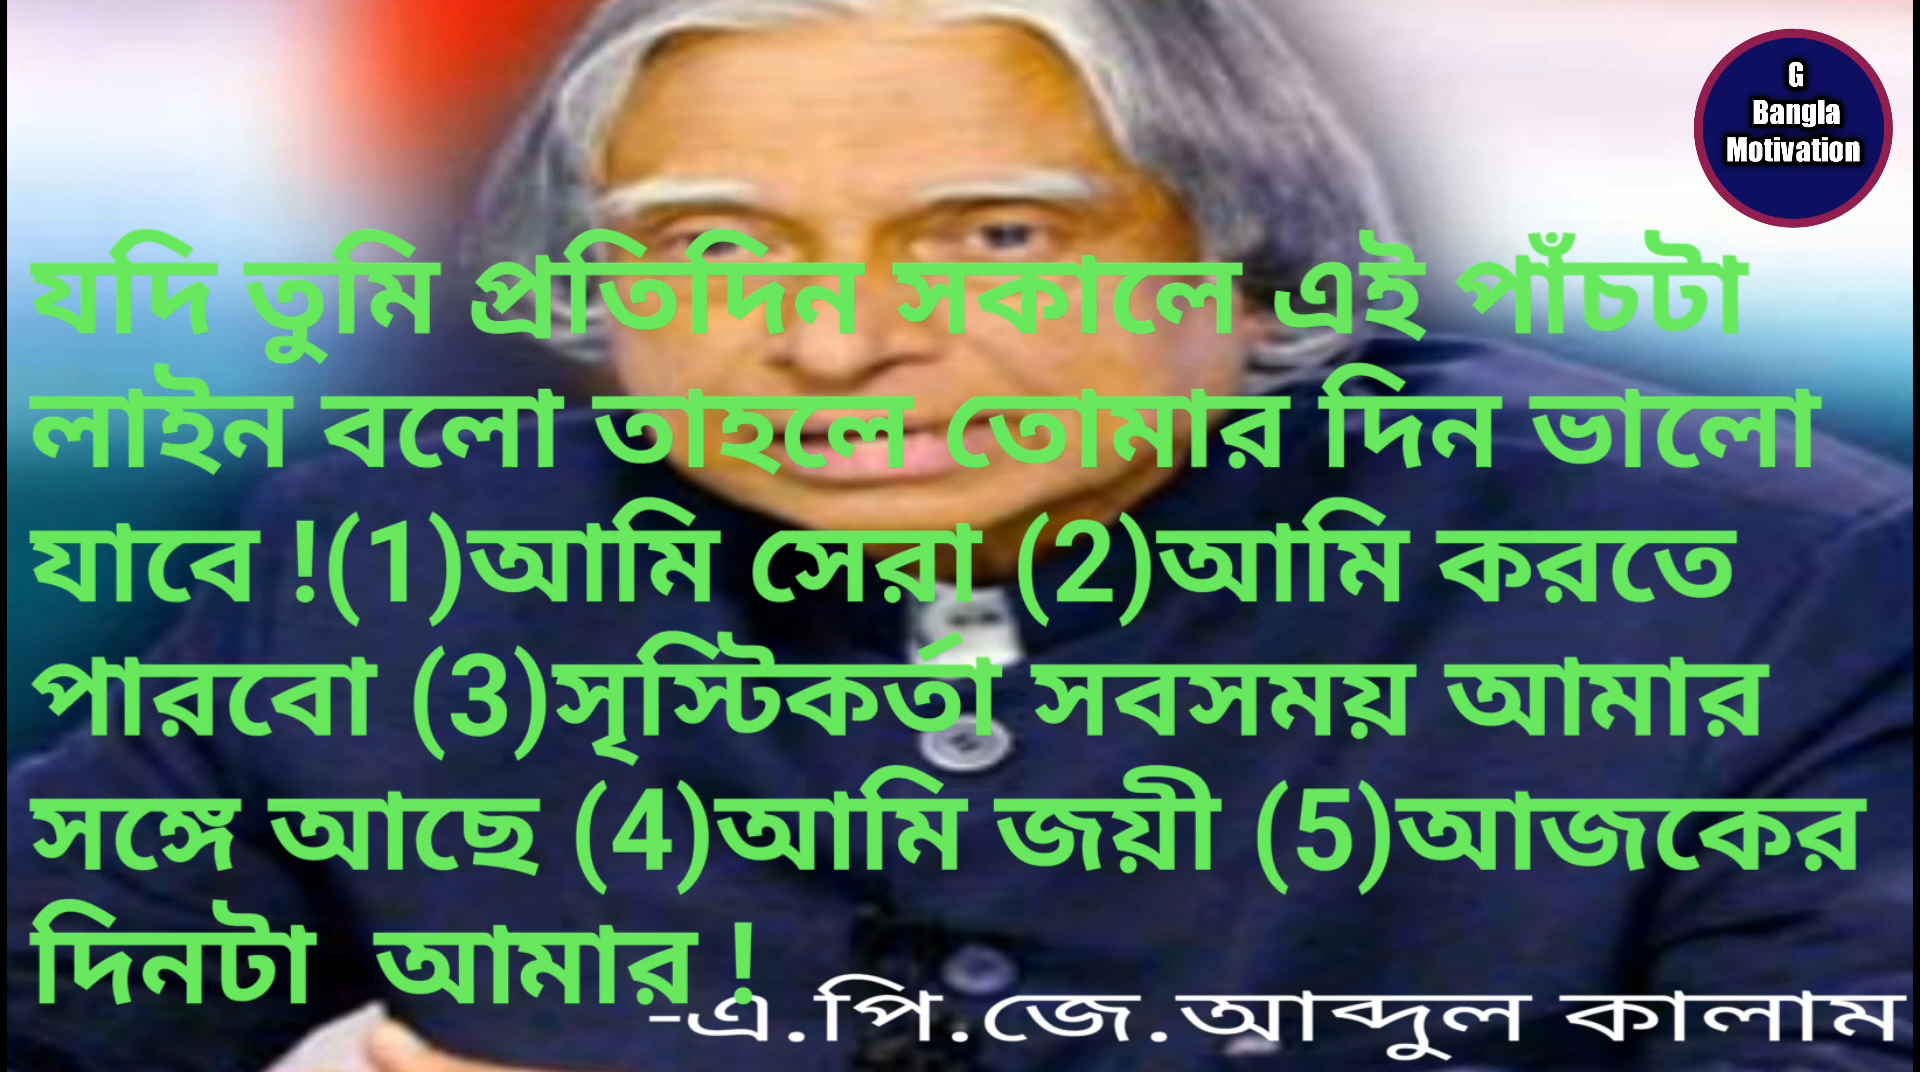 G
Bangla
Motivation
যদি তুমি প্রতিদিন সকালে এই পাঁচটা
লাইন বলো তাহলে তোমার দিন ভালো
যাবে !(1)আমি সেরা (2)আমি করতে
পারবো (3)সৃস্টিকর্তা সবসময় আমার
সঙ্গে আছে (4)আমি জয়ী (5)আজকের
দিনটা আমার !
-এ.পি.জে.আব্দুল কালাম